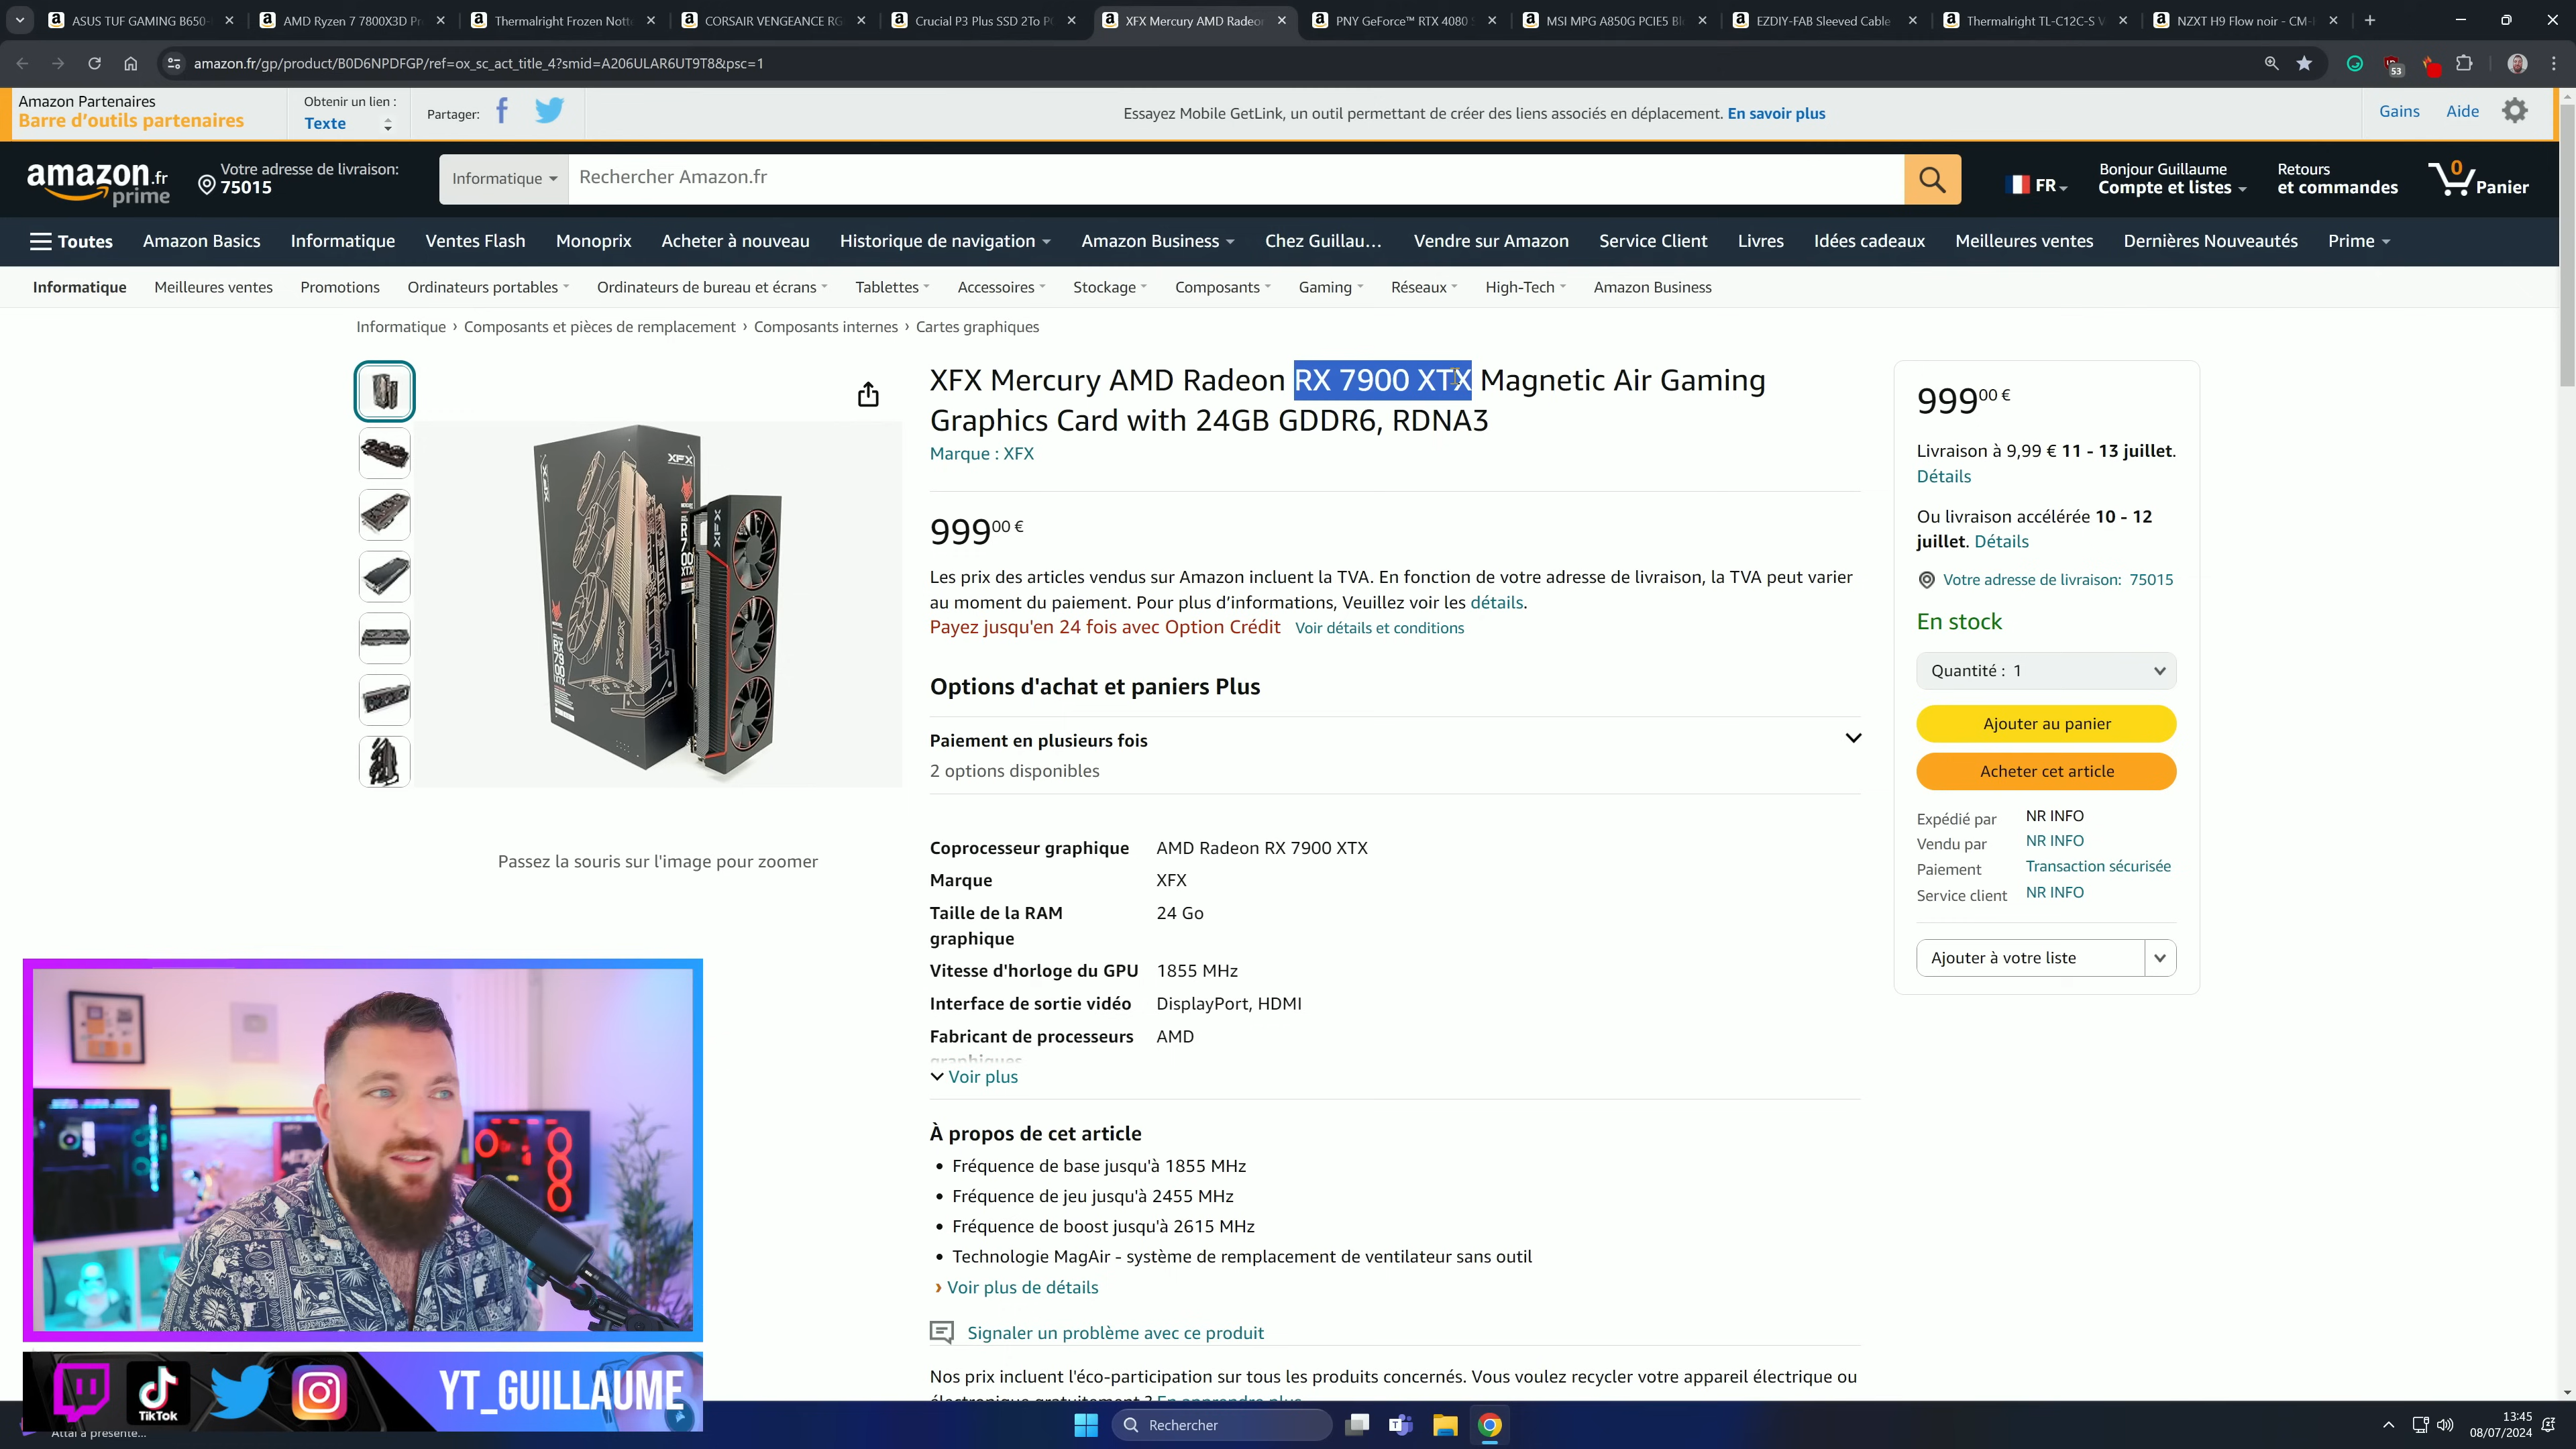 ASUS TUF GAMING B650-
AMD Ryzen 7 7800X3D Pr
Thermalright Frozen Nott
CORSAIR VENGEANCE RG
Crucial P3 Plus SSD 2To P
XFX Mercury AMD Radeon
PNY GeForce™ RTX 4080 S
MSI MPG A850G PCIE5 Bl
EZDIY-FAB Sleeved Cable
Thermalright TL-C12C-S V
NZXT H9 Flow noir - CM-
amazon.fr/gp/product/B0D6NPDFGP/ref=ox_sc_act_title_4?smid=A206ULAR6UT9T8&psc=1
53
Amazon Partenaires
Barre d'outils partenaires
Obtenir un lien :
Texte
Partager:
Essayez Mobile GetLink, un outil permettant de créer des liens associés en déplacement. En savoir plus
Gains
Aide
amazon.fr
prime
Votre adresse de livraison:
75015
Informatique
Rechercher Amazon.fr
FR
Bonjour Guillaume
Compte et listes
Retours
et commandes
0
Panier
Toutes
Amazon Basics
Informatique
Ventes Flash
Monoprix
Acheter à nouveau
Historique de navigation
Amazon Business
Chez Guillau…
Vendre sur Amazon
Service Client
Livres
Idées cadeaux
Meilleures ventes
Dernières Nouveautés
Prime
Informatique
Meilleures ventes
Promotions
Ordinateurs portables
Ordinateurs de bureau et écrans
Tablettes
Accessoires
Stockage
Composants
Gaming
Réseaux
High-Tech
Amazon Business
Informatique › Composants et pièces de remplacement › Composants internes › Cartes graphiques
XFX Mercury AMD Radeon RX 7900 XTX Magnetic Air Gaming
Graphics Card with 24GB GDDR6, RDNA3
Marque : XFX
999,00 €
Les prix des articles vendus sur Amazon incluent la TVA. En fonction de votre adresse de livraison, la TVA peut varier
au moment du paiement. Pour plus d'informations, Veuillez voir les détails.
Payez jusqu'en 24 fois avec Option Crédit Voir détails et conditions
Options d'achat et paniers Plus
Paiement en plusieurs fois
2 options disponibles
Coprocesseur graphique AMD Radeon RX 7900 XTX
Marque XFX
Taille de la RAM 24 Go
graphique
Vitesse d'horloge du GPU 1855 MHz
Interface de sortie vidéo DisplayPort, HDMI
Fabricant de processeurs AMD
graphiques
Voir plus
À propos de cet article
• Fréquence de base jusqu'à 1855 MHz
• Fréquence de jeu jusqu'à 2455 MHz
• Fréquence de boost jusqu'à 2615 MHz
• Technologie MagAir - système de remplacement de ventilateur sans outil
› Voir plus de détails
Signaler un problème avec ce produit
Nos prix incluent l'éco-participation sur tous les produits concernés. Vous voulez recycler votre appareil électrique ou
électronique gratuitement ? En apprendre plus
XFX
XFX
XFX
XFX
Passez la souris sur l'image pour zoomer
999,00 €
Livraison à 9,99 € 11 - 13 juillet.
Détails
Ou livraison accélérée 10 - 12
juillet. Détails
Votre adresse de livraison: 75015
En stock
Quantité : 1
Ajouter au panier
Acheter cet article
Expédié par NR INFO
Vendu par NR INFO
Paiement Transaction sécurisée
Service client NR INFO
Ajouter à votre liste
TikTok
YT_GUILLAUME
Rechercher
13:45
08/07/2024